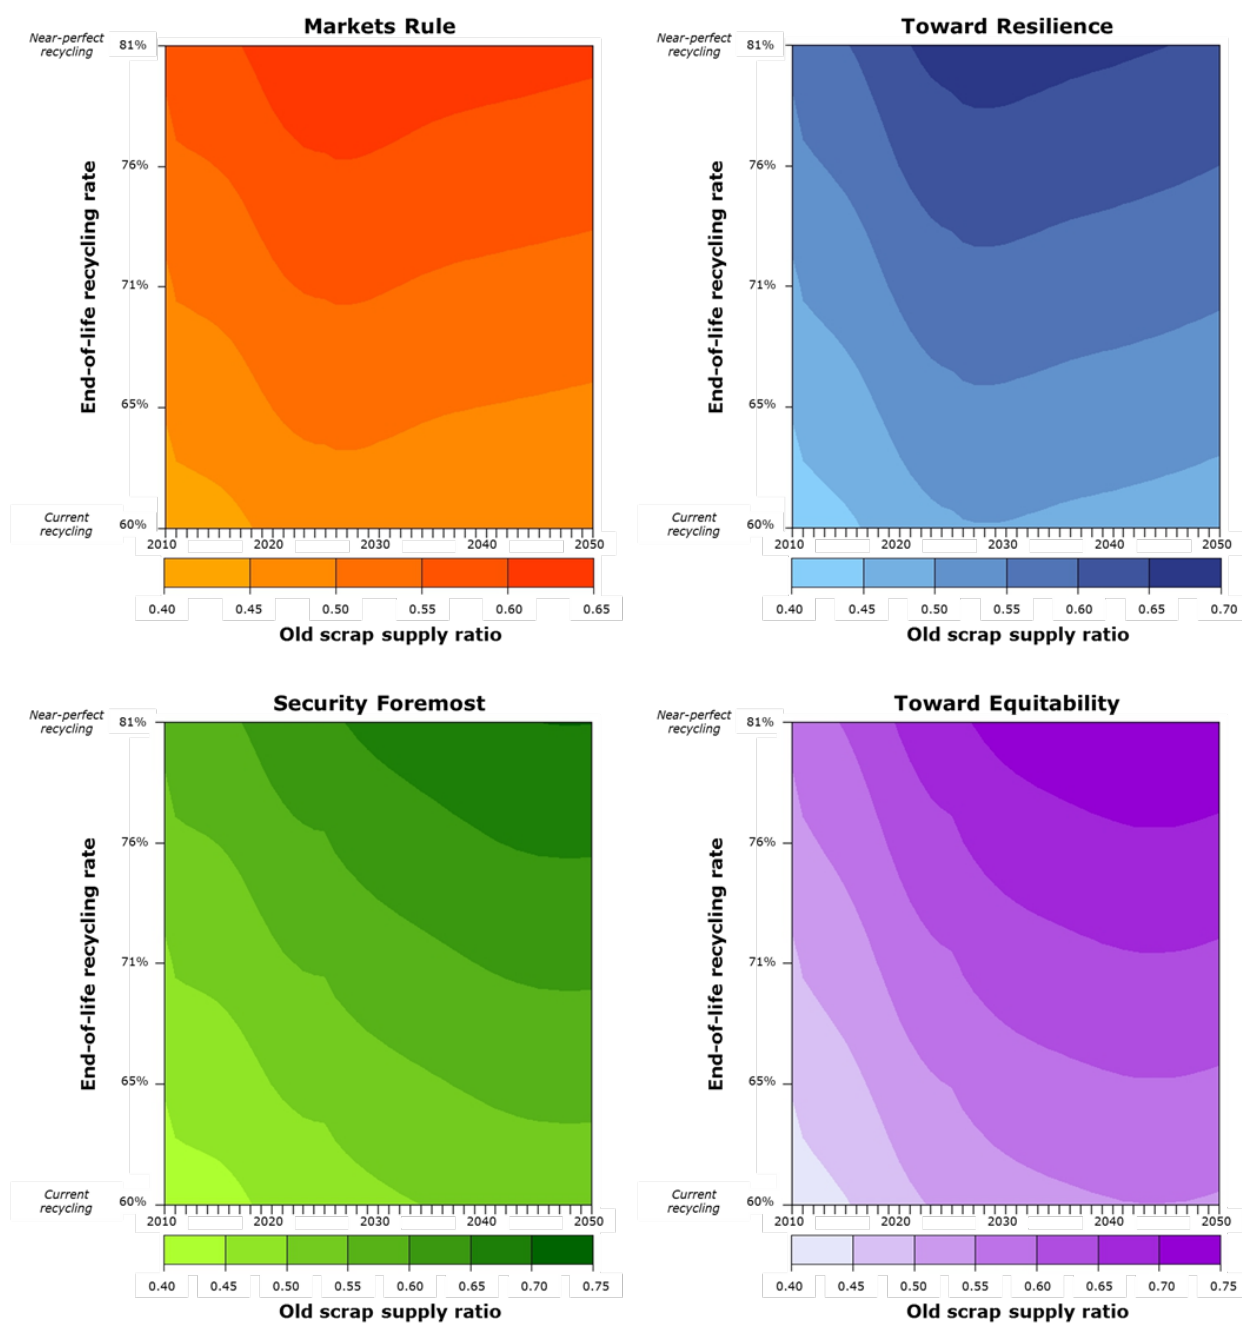 Markets Rule
Near-perfect
recycling
81%
76%
71%
65%
60%
End-of-life recycling rate
Current
recycling
2010 2020 2030 2040 2050
0.40 0.45 0.50 0.55 0.60 0.65
Old scrap supply ratio
Toward Resilience
Near-perfect
recycling
81%
76%
71%
65%
60%
End-of-life recycling rate
Current
recycling
2010 2020 2030 2040 2050
0.40 0.45 0.50 0.55 0.60 0.65 0.70
Old scrap supply ratio
Security Foremost
Near-perfect
recycling
81%
76%
71%
65%
60%
End-of-life recycling rate
Current
recycling
2010 2020 2030 2040 2050
0.40 0.45 0.50 0.55 0.60 0.65 0.70 0.75
Old scrap supply ratio
Toward Equitability
Near-perfect
recycling
81%
76%
71%
65%
60%
End-of-life recycling rate
Current
recycling
2010 2020 2030 2040 2050
0.40 0.45 0.50 0.55 0.60 0.65 0.70 0.75
Old scrap supply ratio